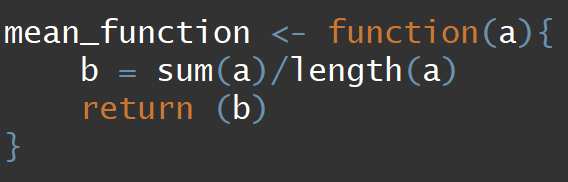 mean_function <- function(a){
    b = sum(a)/length(a)
    return (b)
}